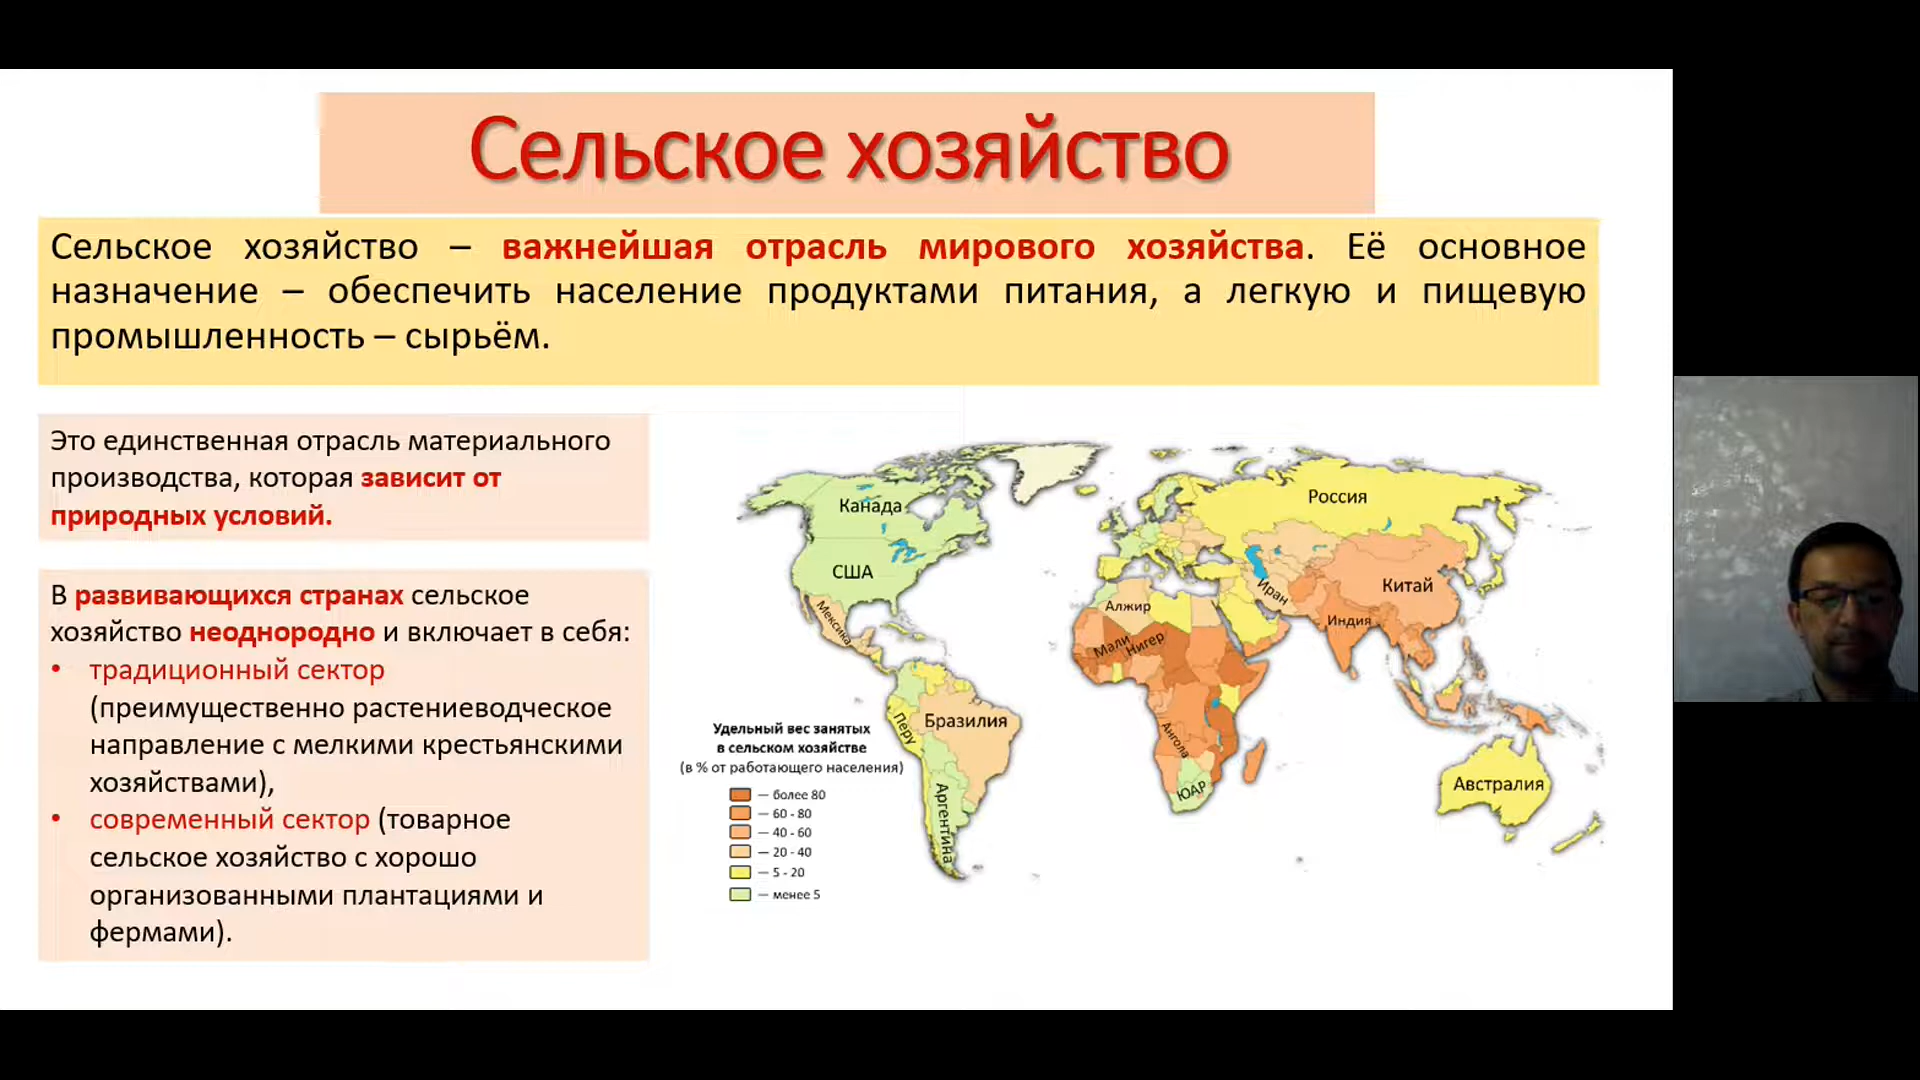 Сельское хозяйство
Сельское хозяйство – важнейшая отрасль мирового хозяйства. Её основное
назначение – обеспечить население продуктами питания, а легкую и пищевую
промышленность – сырьём.
Это единственная отрасль материального
производства, которая зависит от
природных условий.
В развивающихся странах сельское
хозяйство неоднородно и включает в себя:
• традиционный сектор
(преимущественно растениеводческое
направление с мелкими крестьянскими
хозяйствами),
• современный сектор (товарное
сельское хозяйство с хорошо
организованными плантациями и
фермами).
Канада
США
Мексика
Россия
Китай
Иран
Индия
Алжир
Мали
Нигер
Бразилия
Перу
Ангола
ЮАР
Аргентина
Австралия
Удельный вес занятых
в сельском хозяйстве
(в % от работающего населения)
— более 80
— 60 - 80
— 40 - 60
— 20 - 40
— 5 - 20
— менее 5